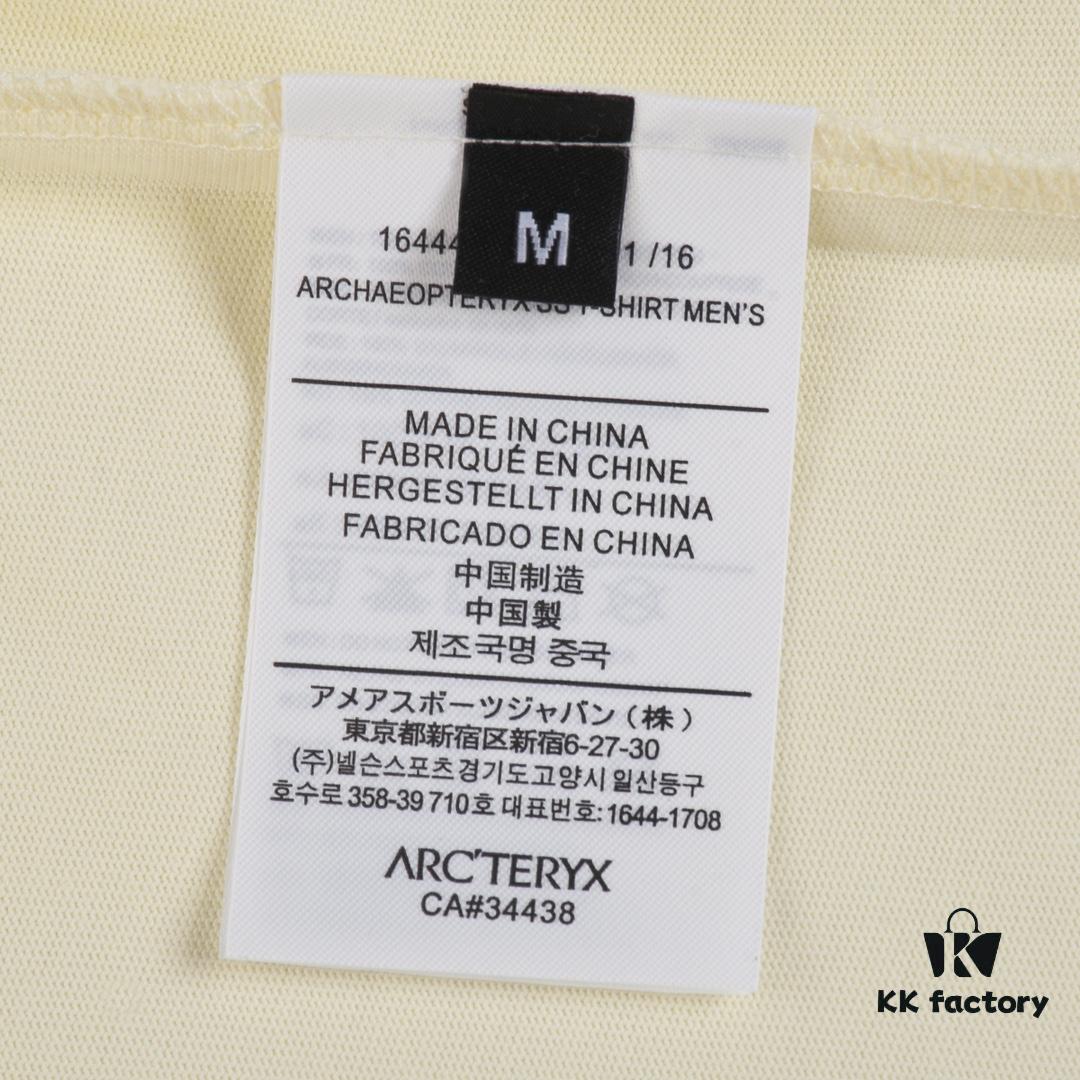 M
16444 1 /16
ARCHAEOPTERYX SS T-SHIRT MEN'S
MADE IN CHINA
FABRIQUÉ EN CHINE
HERGESTELLT IN CHINA
FABRICADO EN CHINA
中国制造
中国製
제조국명 중국
アメアスボーツジャバン（株）
東京都新宿区新宿6-27-30
(주)넬슨스포츠경기도고양시 일산동구
호수로 358-39 710호 대표번호: 1644-1708
ARC'TERYX
CA#34438
KK factory